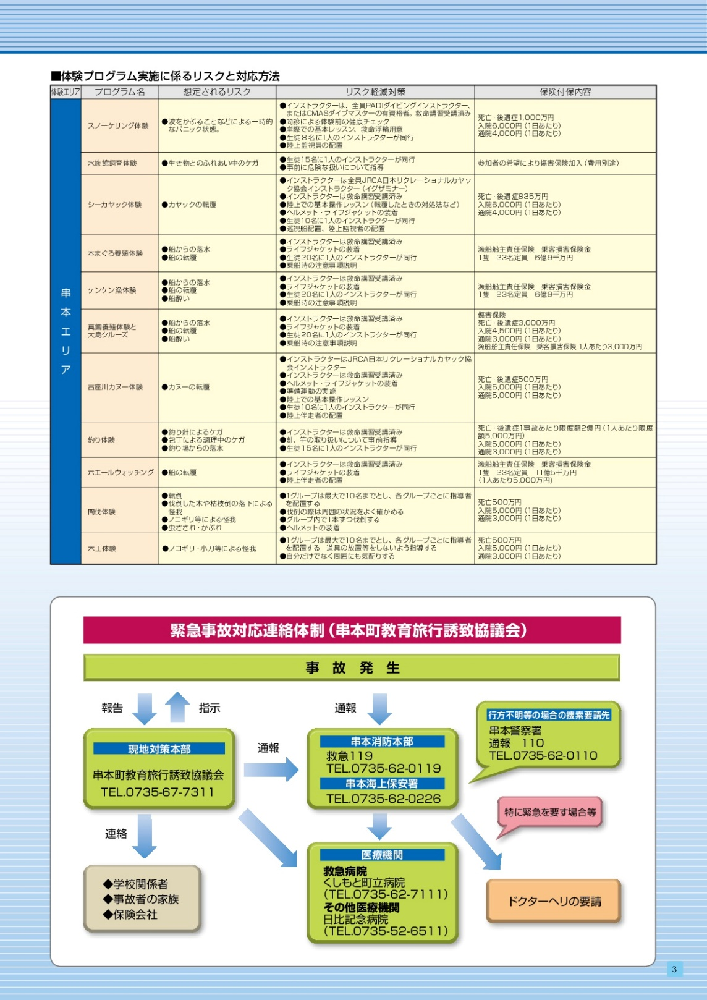 ■体験プログラム実施に係るリスクと対応方法
体験エリア
プログラム名
想定されるリスク
リスク軽減対策
保険付保内容
串本エリア
スノーケリング体験
●波をかぶることなどによる一時的
なパニック状態。
●インストラクターは、全員PADIダイビングインストラクター、
またはCMASダイブマスターの有資格者。救命講習受講済み
●問診による体験前の健康チェック
●岸際での基本レッスン、救命浮輪用意
●生徒８名に1人のインストラクターが同行
●陸上監視員の配置
死亡・後遺症1,000万円
入院6,000円（1日あたり）
通院4,000円（1日あたり）
水族館飼育体験
●生き物とのふれあい中のケガ
●生徒15名に1人のインストラクターが同行
●事前に危険な扱いについて指導
参加者の希望により傷害保険加入（費用別途）
シーカヤック体験
●カヤックの転覆
●インストラクターは全員JRCA日本リクレーショナルカヤッ
ク協会インストラクター（イグザミナー）
●インストラクターは救命講習受講済み
●陸上での基本操作レッスン（転覆したときの対処法など）
●ヘルメット・ライフジャケットの装着
●生徒10名に1人のインストラクターが同行
●巡視船配置、陸上監視者の配置
死亡・後遺症835万円
入院6,000円（1日あたり）
通院4,000円（1日あたり）
本まぐろ養殖体験
●船からの落水
●船の転覆
●インストラクターは救命講習受講済み
●ライフジャケットの装着
●生徒20名に1人のインストラクターが同行
●乗船時の注意事項説明
漁船船主責任保険　乗客損害保険金
1隻　23名定員　6億9千万円
ケンケン漁体験
●船からの落水
●船の転覆
●船酔い
●インストラクターは救命講習受講済み
●ライフジャケットの装着
●生徒20名に1人のインストラクターが同行
●乗船時の注意事項説明
漁船船主責任保険　乗客損害保険金
1隻　23名定員　6億9千万円
真鯛養殖体験と
大島クルーズ
●船からの落水
●船の転覆
●船酔い
●インストラクターは救命講習受講済み
●ライフジャケットの装着
●生徒20名に1人のインストラクターが同行
●乗船時の注意事項説明
傷害保険
死亡・後遺症3,000万円
入院4,500円（1日あたり）
通院3,000円（1日あたり）
漁船船主責任保険　乗客損害保険 1人あたり3,000万円
古座川カヌー体験
●カヌーの転覆
●インストラクターはJRCA日本リクレーショナルカヤック協
会インストラクター
●インストラクターは救命講習受講済み
●ヘルメット・ライフジャケットの装着
●準備運動の実施
●陸上での基本操作レッスン
●生徒10名に1人のインストラクターが同行
●陸上伴走者の配置
死亡・後遺症500万円
入院5,000円（1日あたり）
通院5,000円（1日あたり）
釣り体験
●釣り針によるケガ
●包丁による調理中のケガ
●釣り場からの落水
●インストラクターは救命講習受講済み
●針、竿の取り扱いについて事前指導
●生徒15名に1人のインストラクターが同行
死亡・後遺症1事故あたり限度額2億円（1人あたり限度
額5,000万円）
入院5,000円（1日あたり）
通院3,000円（1日あたり）
ホエールウォッチング
●船の転覆
●インストラクターは救命講習受講済み
●ライフジャケットの装着
●陸上伴走者の配置
漁船船主責任保険　乗客損害保険金
1隻　23名定員　11億5千万円
（1人あたり5,000万円）
間伐体験
●転倒
●伐倒した木や枯枝倒の落下による
怪我
●ノコギリ等による怪我
●虫さされ・かぶれ
●1グループは最大で10名までとし、各グループごとに指導者
を配置する
●伐倒の際は周囲の状況をよく確かめる
●グループ内で1本ずつ伐倒する
●ヘルメットの装着
死亡500万円
入院5,000円（1日あたり）
通院3,000円（1日あたり）
木工体験
●ノコギリ・小刀等による怪我
●1グループは最大で10名までとし、各グループごとに指導者
を配置する　道具の放置等をしないよう指導する
●自分だけでなく周囲にも気配りする
死亡500万円
入院5,000円（1日あたり）
通院3,000円（1日あたり）
緊急事故対応連絡体制（串本町教育旅行誘致協議会）
事 故 発 生
報告
指示
通報
行方不明等の場合の捜索要請先
串本警察署
通報　110
TEL.0735-62-0110
現地対策本部
串本町教育旅行誘致協議会
TEL.0735-67-7311
通報
串本消防本部
救急119
TEL.0735-62-0119
串本海上保安署
TEL.0735-62-0226
特に緊急を要す場合等
連絡
◆学校関係者
◆事故者の家族
◆保険会社
医療機関
救急病院
くしもと町立病院
（TEL.0735-62-7111）
その他医療機関
日比記念病院
（TEL.0735-52-6511）
ドクターヘリの要請
3